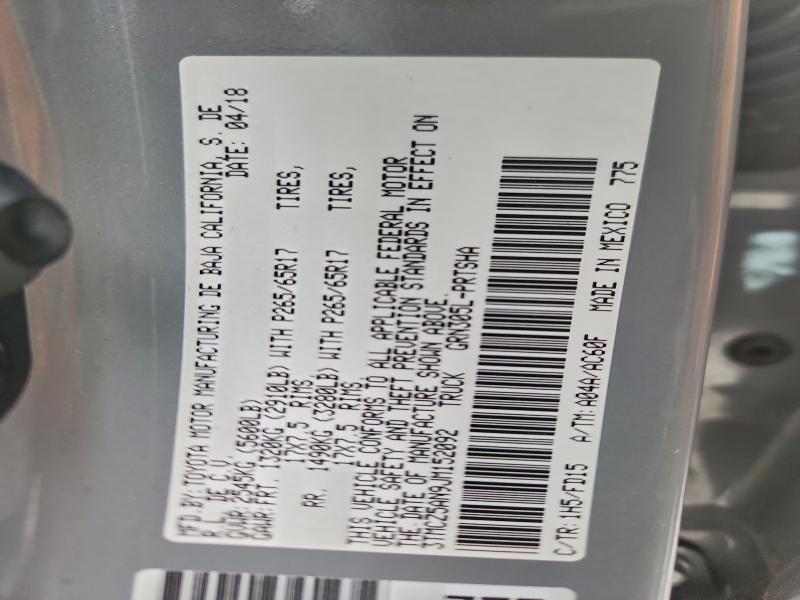 MFD.BY:TOYOTA MOTOR MANUFACTURING DE BAJA CALIFORNIA, S. DE
R L. DE C.V. DATE: 04/18
GVWR: 2545KG (5600LB)
GAWR:FRT. 1320KG (2910LB) WITH P265/65R17 TIRES,
17X7.5 RIMS
RR. 1490KG (3280LB) WITH P265/65R17 TIRES,
17X7.5 RIMS,
THIS VEHICLE CONFORMS TO ALL APPLICABLE FEDERAL MOTOR
VEHICLE SAFETY AND THEFT PREVENTION STANDARDS IN EFFECT ON
THE DATE OF MANUFACTURE SHOWN ABOVE.
3TMCZ5AN9JM152092 TRUCK GRN305L-PRTSHA
C/TR: 1H5/FD15 A/TM: A04A/AC60F MADE IN MEXICO 775